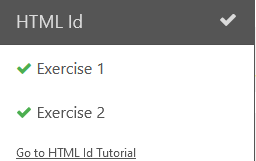 HTML Id
Exercise 1
Exercise 2
Go to HTML Id Tutorial